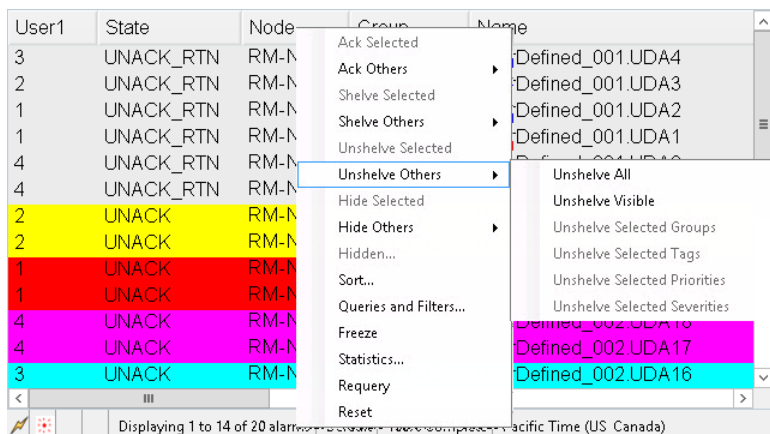 User1 State Node Group Name
3 UNACK_RTN RM-N Defined_001.UDA4
2 UNACK_RTN RM-N Defined_001.UDA3
1 UNACK_RTN RM-N Defined_001.UDA2
1 UNACK_RTN RM-N Defined_001.UDA1
4 UNACK_RTN RM-N
4 UNACK_RTN RM-N
2 UNACK RM-N
2 UNACK RM-N
1 UNACK RM-N
1 UNACK RM-N
4 UNACK RM-N Defined_002.UDA18
4 UNACK RM-N Defined_002.UDA17
3 UNACK RM-N Defined_002.UDA16
Ack Selected
Ack Others
Shelve Selected
Shelve Others
Unshelve Selected
Unshelve Others
Hide Selected
Hide Others
Hidden...
Sort...
Queries and Filters...
Freeze
Statistics...
Requery
Reset
Unshelve All
Unshelve Visible
Unshelve Selected Groups
Unshelve Selected Tags
Unshelve Selected Priorities
Unshelve Selected Severities
Displaying 1 to 14 of 20 alarms Pacific Time (US Canada)